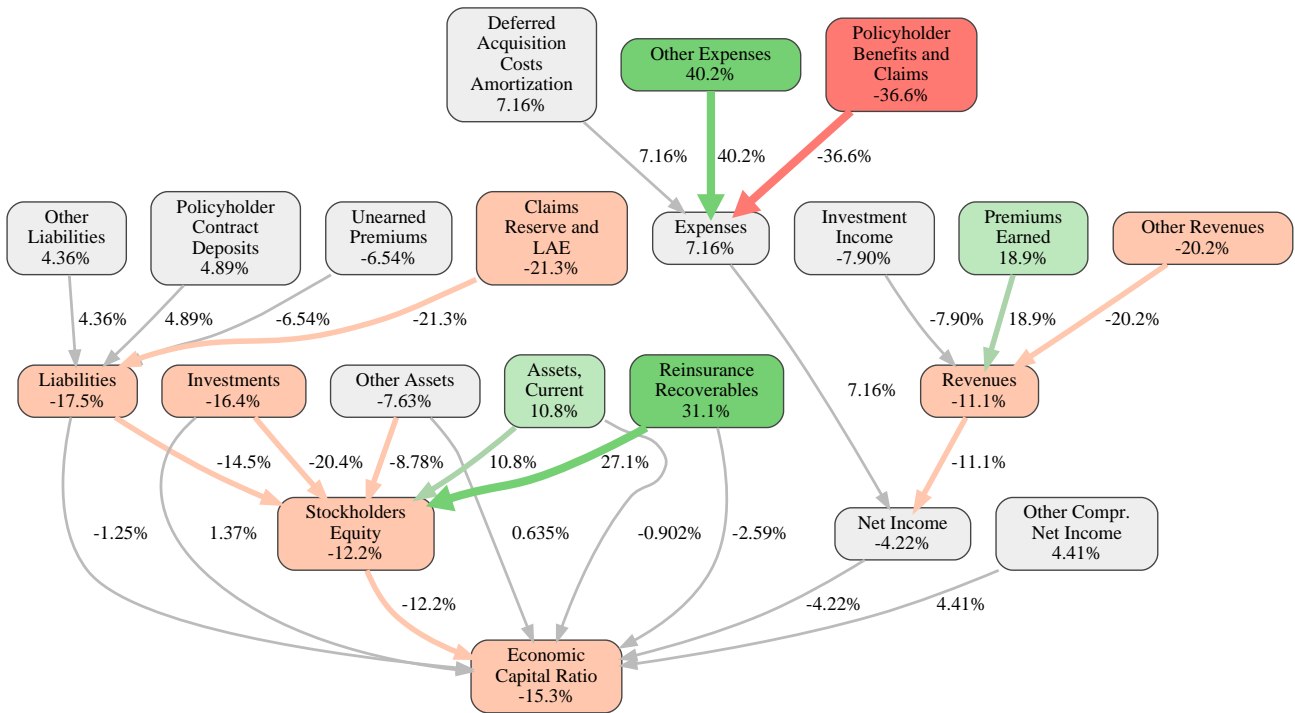 Deferred
Acquisition
Costs
Amortization
7.16%
Other Expenses
40.2%
Policyholder
Benefits and
Claims
-36.6%
7.16%
40.2%
-36.6%
Other
Liabilities
4.36%
Policyholder
Contract
Deposits
4.89%
Unearned
Premiums
-6.54%
Claims
Reserve and
LAE
-21.3%
Expenses
7.16%
Investment
Income
-7.90%
Premiums
Earned
18.9%
Other Revenues
-20.2%
4.36%
4.89%
-6.54%
-21.3%
-7.90%
18.9%
-20.2%
Liabilities
-17.5%
Investments
-16.4%
Other Assets
-7.63%
Assets,
Current
10.8%
Reinsurance
Recoverables
31.1%
7.16%
Revenues
-11.1%
-14.5%
-20.4%
-8.78%
10.8%
27.1%
-11.1%
-1.25%
1.37%
Stockholders
Equity
-12.2%
0.635%
-0.902%
-2.59%
Net Income
-4.22%
Other Compr.
Net Income
4.41%
-12.2%
-4.22%
4.41%
Economic
Capital Ratio
-15.3%